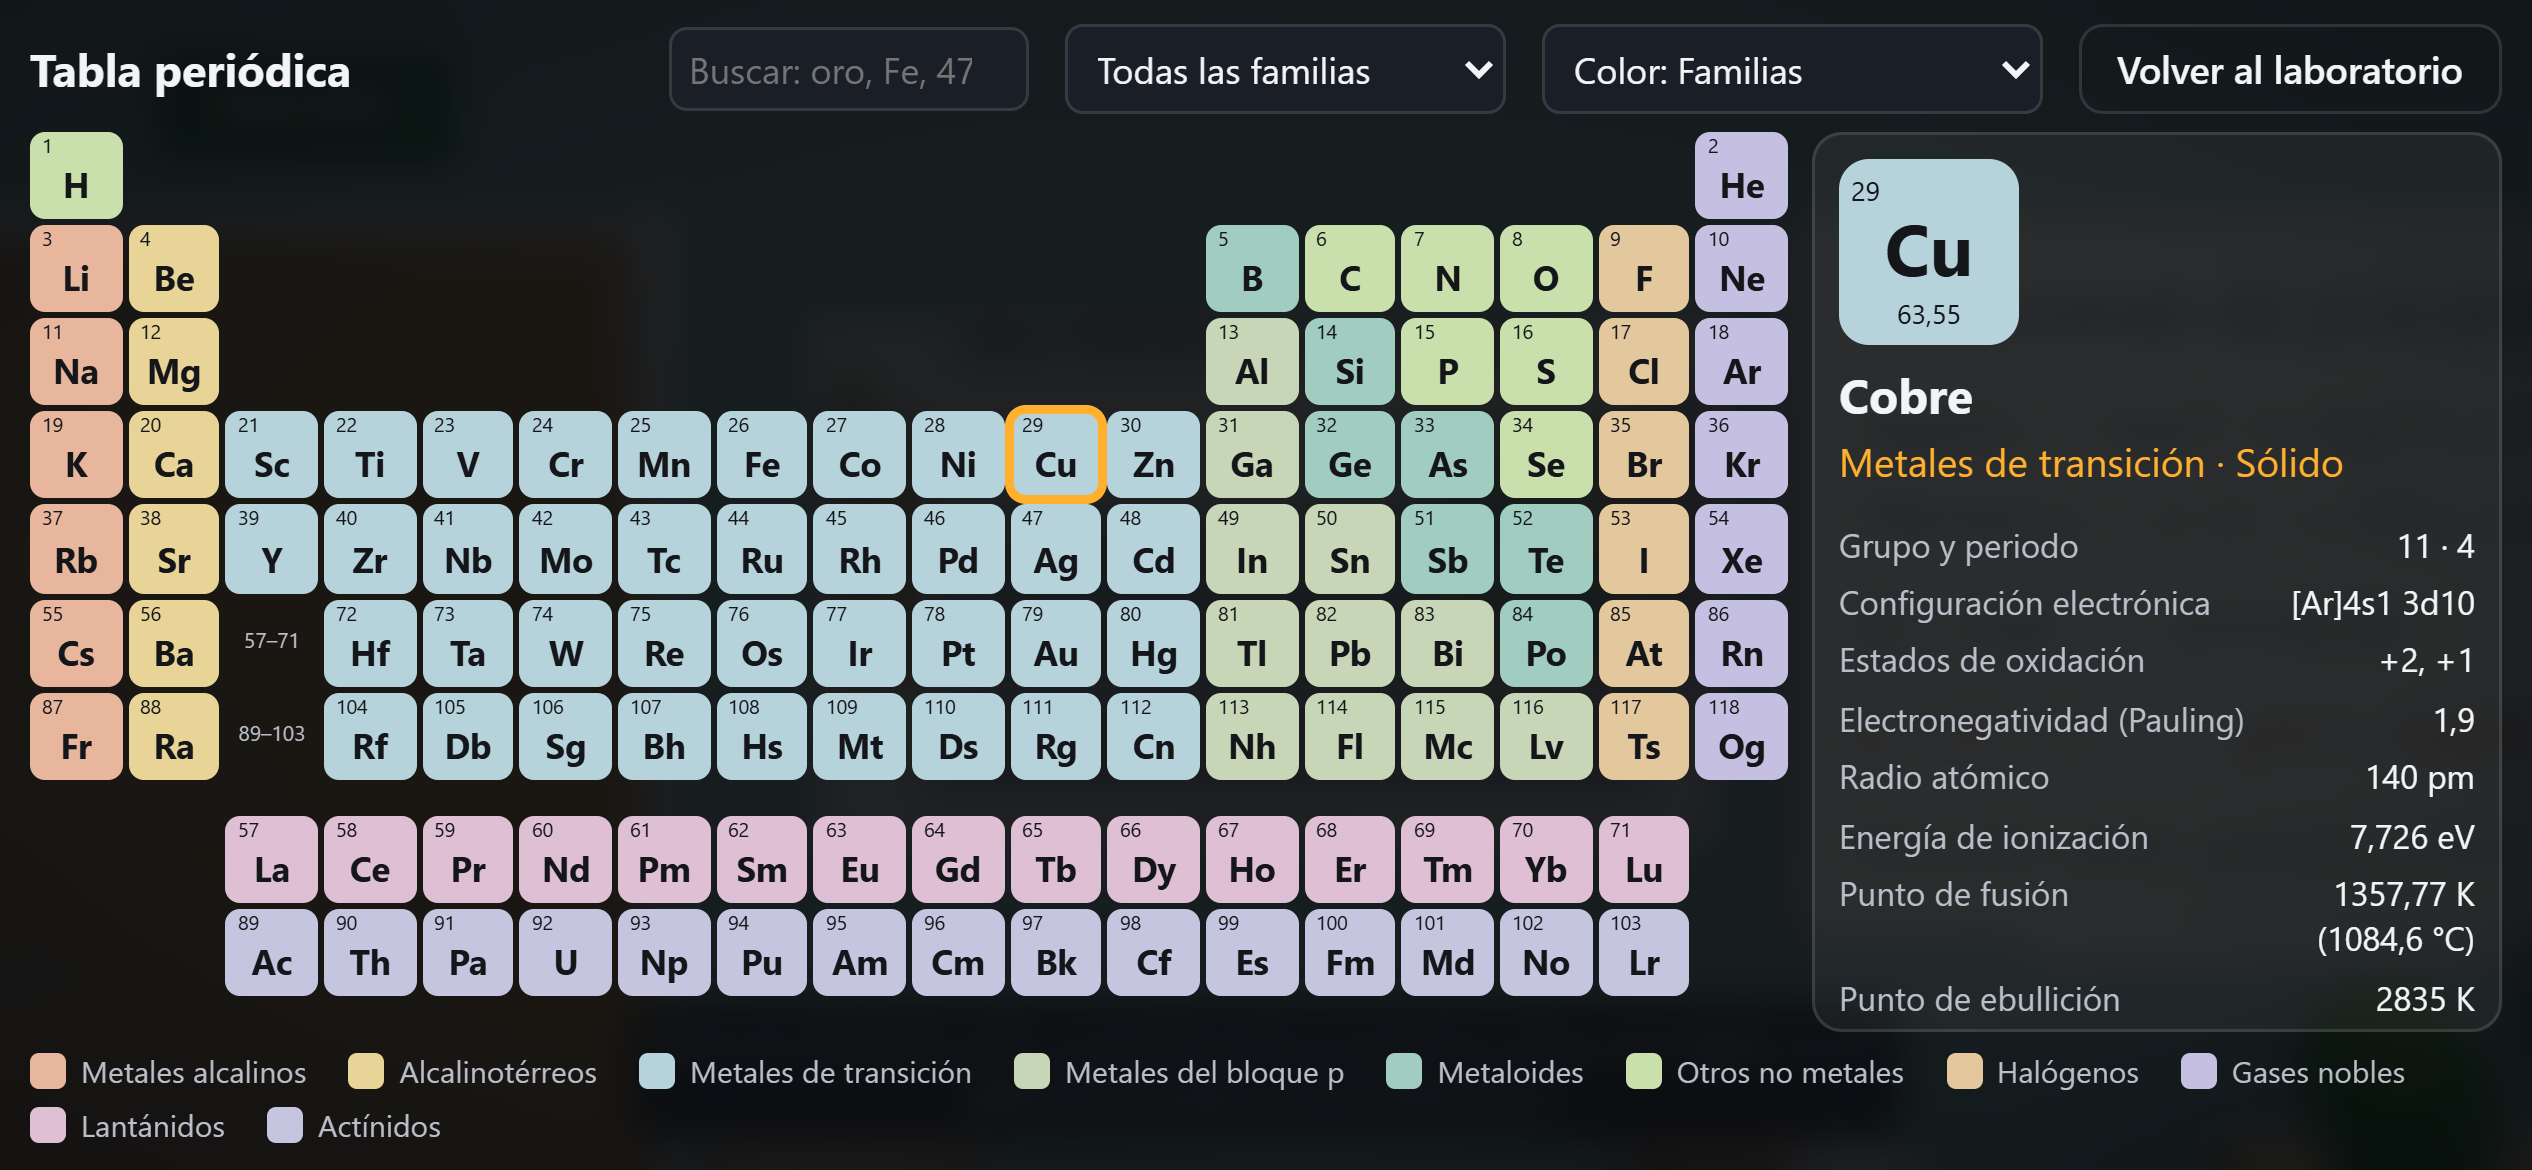 Tabla periódica
Buscar: oro, Fe, 47
Todas las familias
Color: Familias
Volver al laboratorio
1 H
2 He
3 Li
4 Be
5 B
6 C
7 N
8 O
9 F
10 Ne
11 Na
12 Mg
13 Al
14 Si
15 P
16 S
17 Cl
18 Ar
19 K
20 Ca
21 Sc
22 Ti
23 V
24 Cr
25 Mn
26 Fe
27 Co
28 Ni
29 Cu
30 Zn
31 Ga
32 Ge
33 As
34 Se
35 Br
36 Kr
37 Rb
38 Sr
39 Y
40 Zr
41 Nb
42 Mo
43 Tc
44 Ru
45 Rh
46 Pd
47 Ag
48 Cd
49 In
50 Sn
51 Sb
52 Te
53 I
54 Xe
55 Cs
56 Ba
57–71
72 Hf
73 Ta
74 W
75 Re
76 Os
77 Ir
78 Pt
79 Au
80 Hg
81 Tl
82 Pb
83 Bi
84 Po
85 At
86 Rn
87 Fr
88 Ra
89–103
104 Rf
105 Db
106 Sg
107 Bh
108 Hs
109 Mt
110 Ds
111 Rg
112 Cn
113 Nh
114 Fl
115 Mc
116 Lv
117 Ts
118 Og
57 La
58 Ce
59 Pr
60 Nd
61 Pm
62 Sm
63 Eu
64 Gd
65 Tb
66 Dy
67 Ho
68 Er
69 Tm
70 Yb
71 Lu
89 Ac
90 Th
91 Pa
92 U
93 Np
94 Pu
95 Am
96 Cm
97 Bk
98 Cf
99 Es
100 Fm
101 Md
102 No
103 Lr
29
Cu
63,55
Cobre
Metales de transición · Sólido
Grupo y periodo 11 · 4
Configuración electrónica [Ar]4s1 3d10
Estados de oxidación +2, +1
Electronegatividad (Pauling) 1,9
Radio atómico 140 pm
Energía de ionización 7,726 eV
Punto de fusión 1357,77 K
(1084,6 °C)
Punto de ebullición 2835 K
Metales alcalinos
Alcalinotérreos
Metales de transición
Metales del bloque p
Metaloides
Otros no metales
Halógenos
Gases nobles
Lantánidos
Actínidos